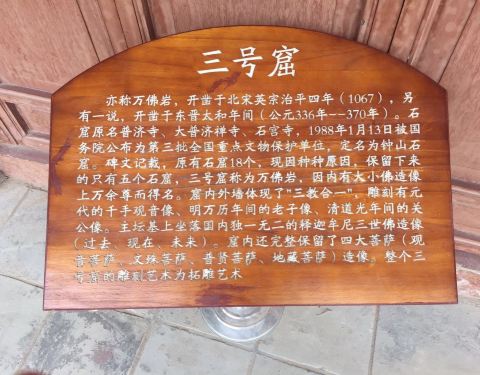 三号窟
亦称万佛岩，开凿于北宋英宗治平四年（1067），另
有一说，开凿于东晋太和年间（公元336年--370年）。石
窟原名普济寺、大普济禅寺、石宫寺，1988年1月13日被国
务院公布为第三批全国重点文物保护单位，定名为钟山石
窟。碑文记载，原有石窟18个，现因种种原因，保留下来
的只有五个石窟，三号窟称为万佛岩，因内有大小佛造像
上万余尊而得名。窟内外墙体现了"三教合一"，雕刻有元
代的千手观音像、明万历年间的老子像、清道光年间的关
公像。主坛基上坐落国内独一无二的释迦牟尼三世佛造像
（过去、现在、未来）。窟内还完整保留了四大菩萨（观
音菩萨、文殊菩萨、普贤菩萨、地藏菩萨）造像。整个三
号窟的雕刻艺术为拓雕艺术